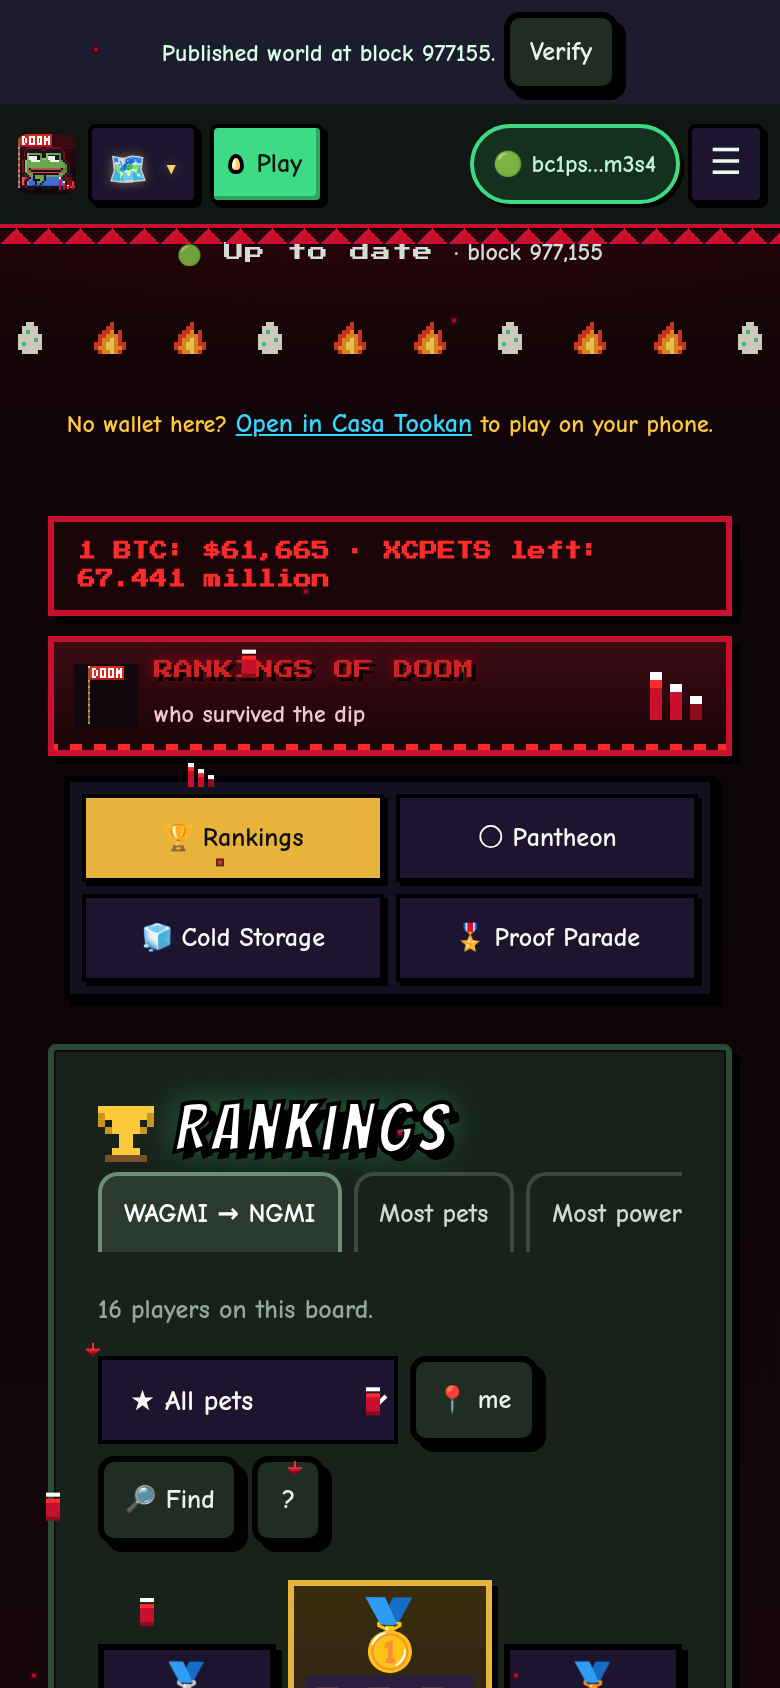 Published world at block 977155.
Verify
DOOM
Play
bc1ps...m3s4
Up to date · block 977,155
No wallet here? Open in Casa Tookan to play on your phone.
1 BTC: $61,665 · XCPETS left:
67.441 million
DOOM
RANKINGS OF DOOM
who survived the dip
Rankings
Pantheon
Cold Storage
Proof Parade
RANKINGS
WAGMI → NGMI
Most pets
Most power
16 players on this board.
★ All pets
me
Find
?
1